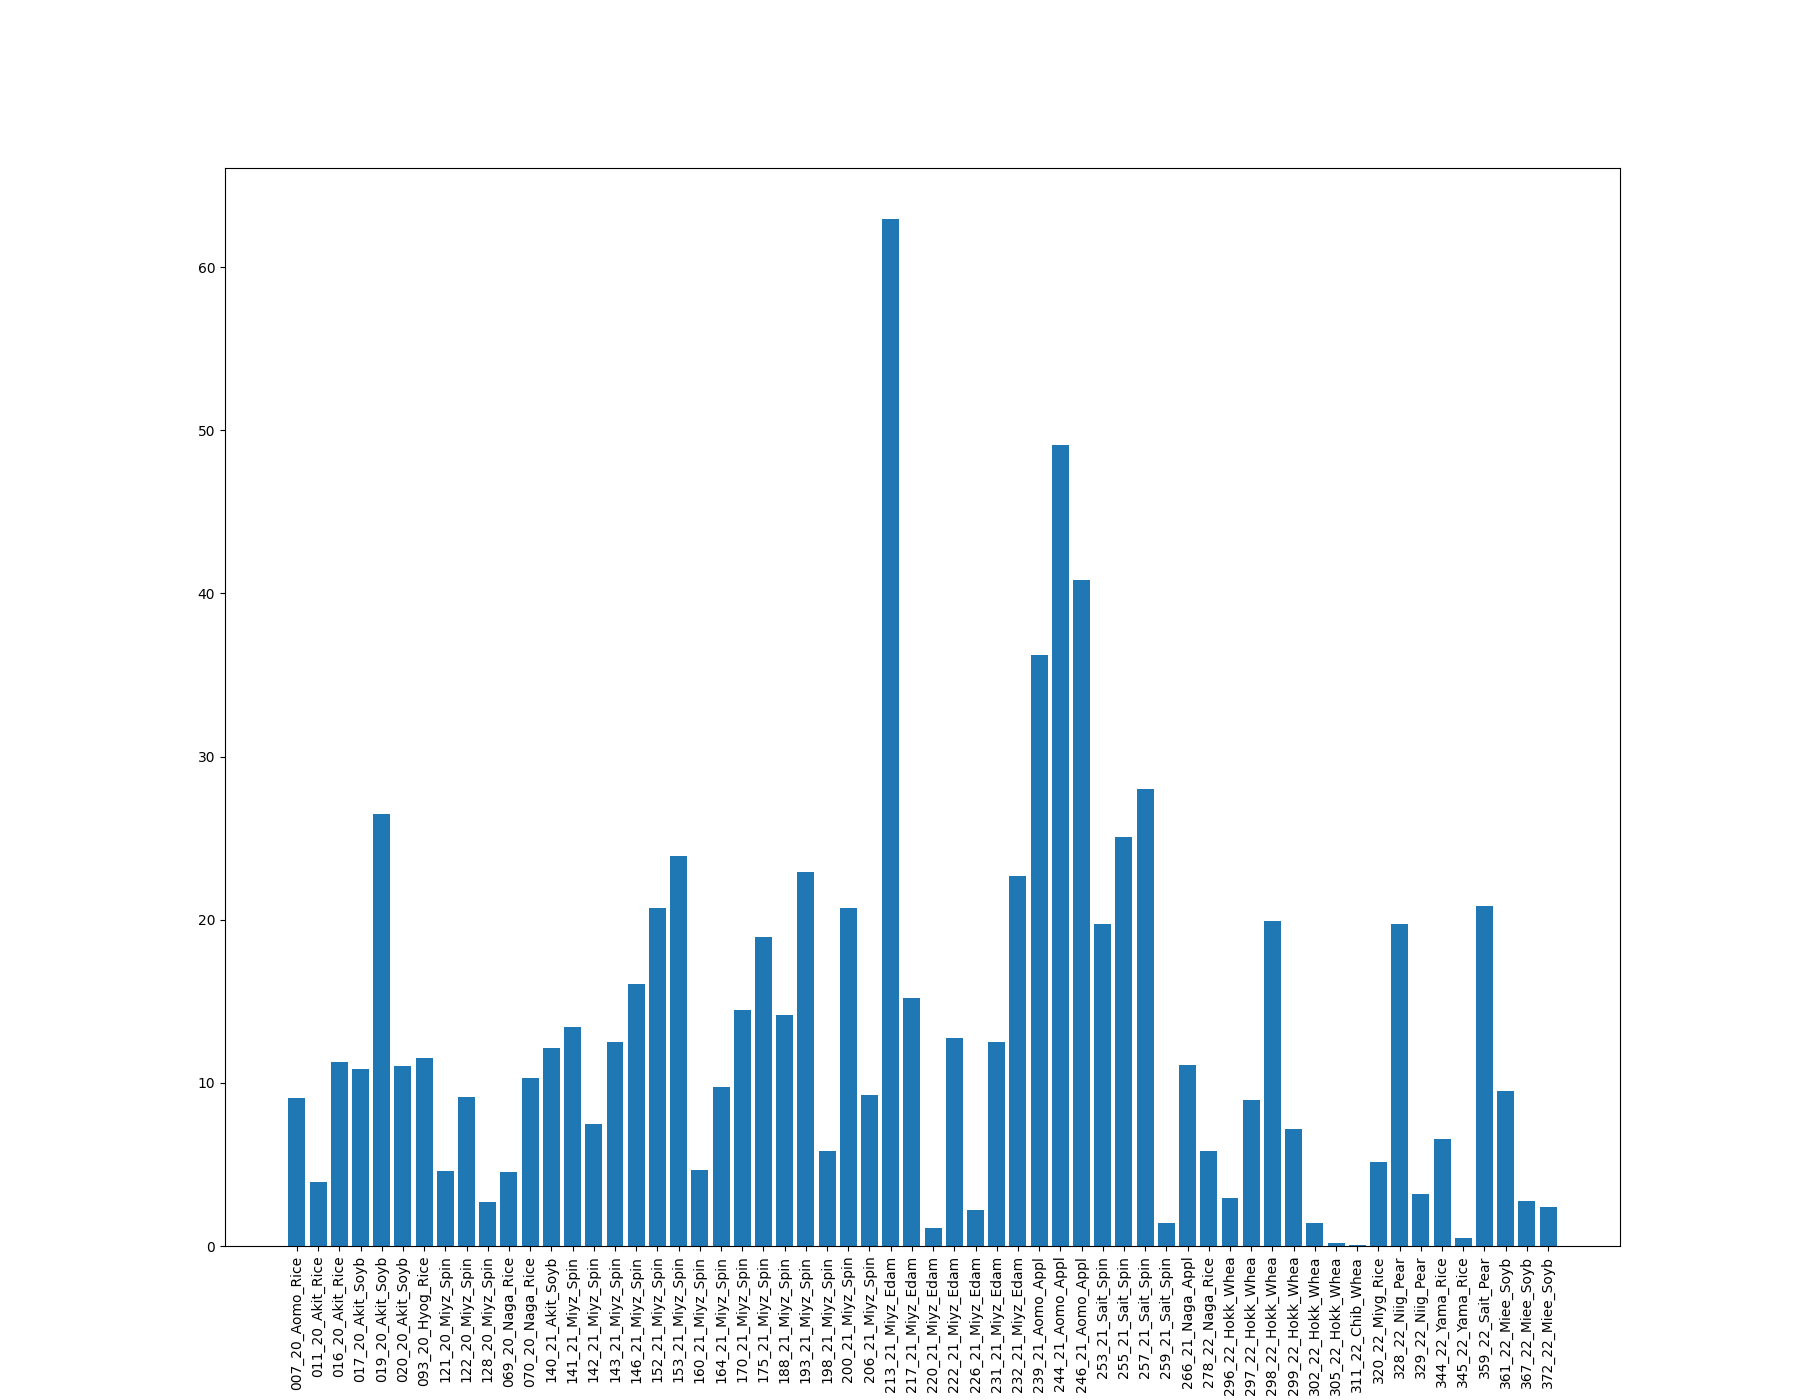 60
50
40
30
20
10
0
007_20_Aomo_Rice
011_20_Akit_Rice
016_20_Akit_Rice
017_20_Akit_Soyb
019_20_Akit_Soyb
020_20_Akit_Soyb
093_20_Hyog_Rice
121_20_Miyz_Spin
122_20_Miyz_Spin
128_20_Miyz_Spin
069_20_Naga_Rice
070_20_Naga_Rice
140_21_Akit_Soyb
141_21_Miyz_Spin
142_21_Miyz_Spin
143_21_Miyz_Spin
146_21_Miyz_Spin
152_21_Miyz_Spin
153_21_Miyz_Spin
160_21_Miyz_Spin
164_21_Miyz_Spin
170_21_Miyz_Spin
175_21_Miyz_Spin
188_21_Miyz_Spin
193_21_Miyz_Spin
198_21_Miyz_Spin
200_21_Miyz_Spin
206_21_Miyz_Spin
213_21_Miyz_Edam
217_21_Miyz_Edam
220_21_Miyz_Edam
222_21_Miyz_Edam
226_21_Miyz_Edam
231_21_Miyz_Edam
232_21_Miyz_Edam
239_21_Aomo_Appl
244_21_Aomo_Appl
246_21_Aomo_Appl
253_21_Sait_Spin
255_21_Sait_Spin
257_21_Sait_Spin
259_21_Sait_Spin
266_21_Naga_Appl
278_22_Naga_Rice
296_22_Hokk_Whea
297_22_Hokk_Whea
298_22_Hokk_Whea
299_22_Hokk_Whea
302_22_Hokk_Whea
305_22_Hokk_Whea
311_22_Chib_Whea
320_22_Miyg_Rice
328_22_Niig_Pear
329_22_Niig_Pear
344_22_Yama_Rice
345_22_Yama_Rice
359_22_Sait_Pear
361_22_Miee_Soyb
367_22_Miee_Soyb
372_22_Miee_Soyb